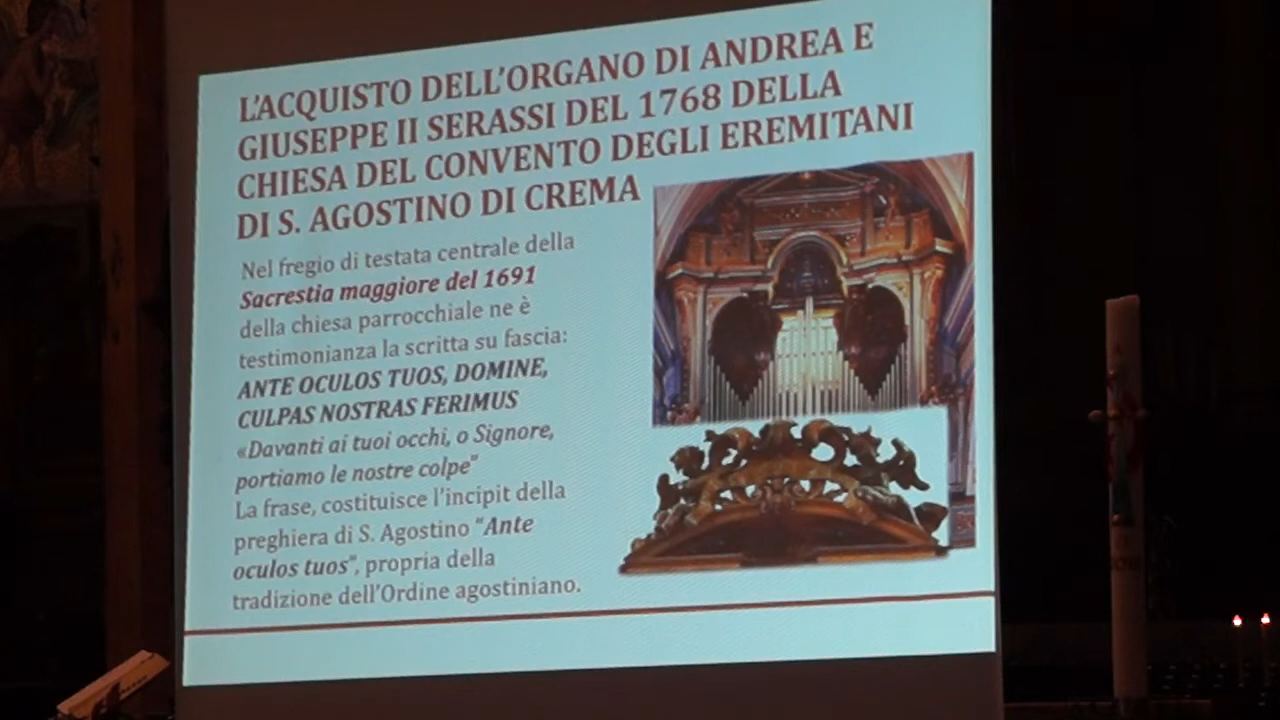 L'ACQUISTO DELL'ORGANO DI ANDREA E
GIUSEPPE II SERASSI DEL 1768 DELLA
CHIESA DEL CONVENTO DEGLI EREMITANI
DI S. AGOSTINO DI CREMA
Nel fregio di testata centrale della
Sacrestia maggiore del 1691
della chiesa parrocchiale ne è
testimonianza la scritta su fascia:
ANTE OCULOS TUOS, DOMINE,
CULPAS NOSTRAS FERIMUS
«Davanti ai tuoi occhi, o Signore,
portiamo le nostre colpe"
La frase, costituisce l'incipit della
preghiera di S. Agostino "Ante
oculos tuos", propria della
tradizione dell'Ordine agostiniano.